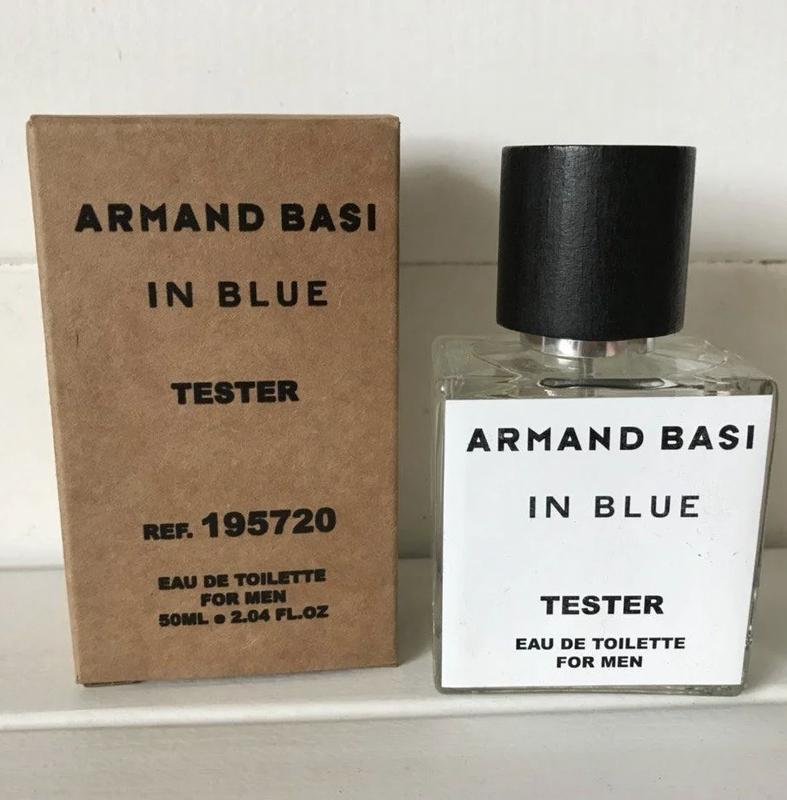 ARMAND BASI
IN BLUE
TESTER
REF. 195720
EAU DE TOILETTE
FOR MEN
50ML e 2.04 FL.OZ
ARMAND BASI
IN BLUE
TESTER
EAU DE TOILETTE
FOR MEN